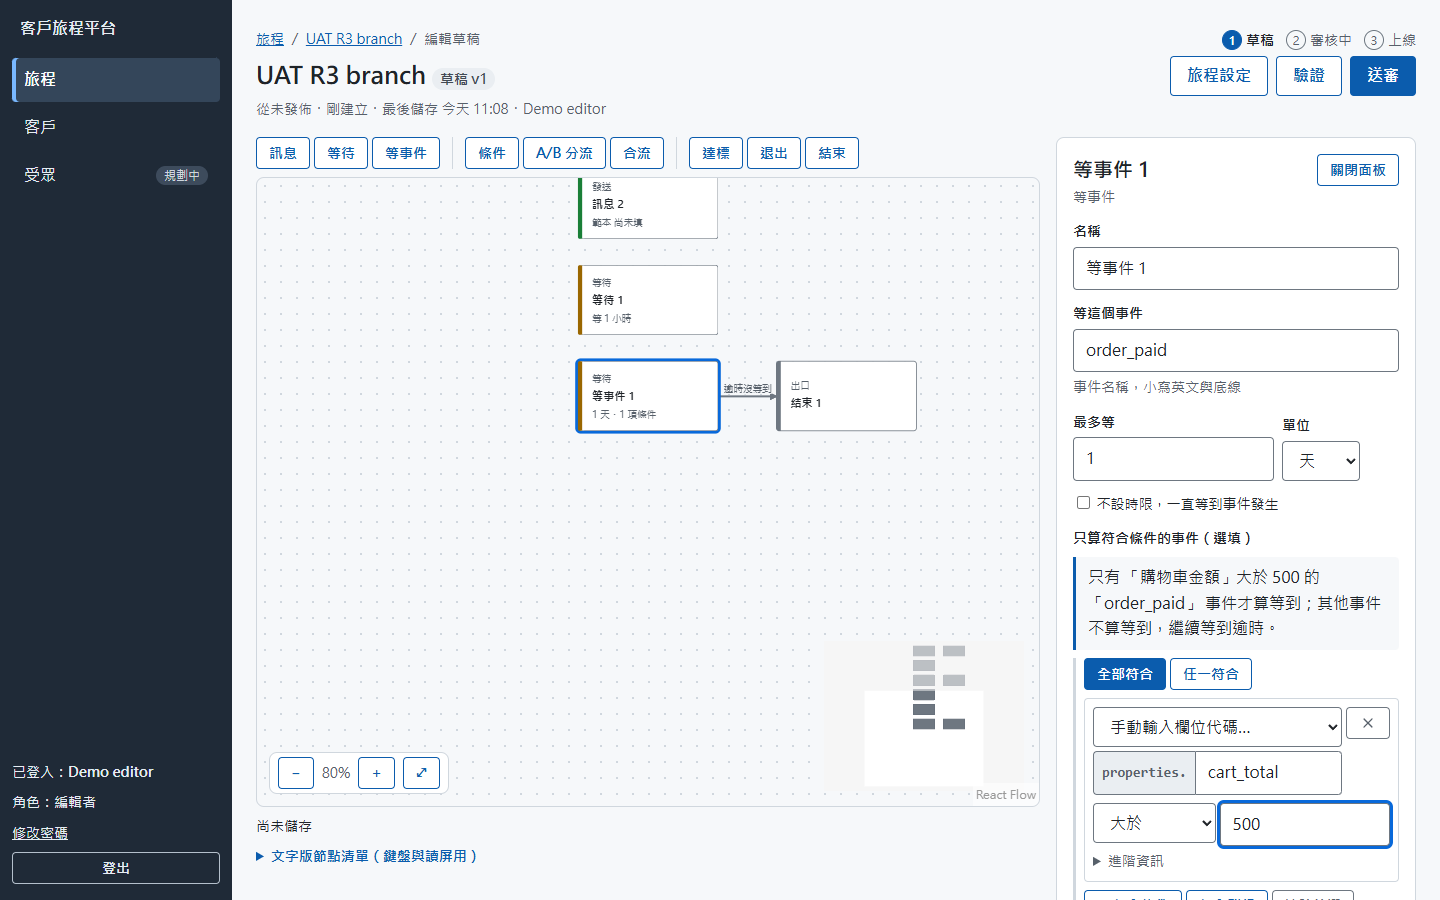 客戶旅程平台
旅程
客戶
受眾 規劃中
已登入：Demo editor
角色：編輯者
修改密碼
登出
旅程 / UAT R3 branch / 編輯草稿
UAT R3 branch 草稿 v1
從未發佈 · 剛建立 · 最後儲存 今天 11:08 · Demo editor
1 草稿 2 審核中 3 上線
旅程設定 驗證 送審
訊息 等待 等事件 條件 A/B 分流 合流 達標 退出 結束
發送
訊息 2
範本 尚未填
等待
等待 1
等 1 小時
等待
等事件 1
1 天 · 1 項條件
逾時沒等到
出口
結束 1
− 80% +
React Flow
尚未儲存
文字版節點清單（鍵盤與讀屏用）
等事件 1 關閉面板
等事件
名稱
等事件 1
等這個事件
order_paid
事件名稱，小寫英文與底線
最多等 單位
1 天
不設時限，一直等到事件發生
只算符合條件的事件（選填）
只有「購物車金額」大於 500 的
「order_paid」 事件才算等到；其他事件
不算等到，繼續等到逾時。
全部符合 任一符合
手動輸入欄位代碼... ×
properties. cart_total
大於 500
進階資訊